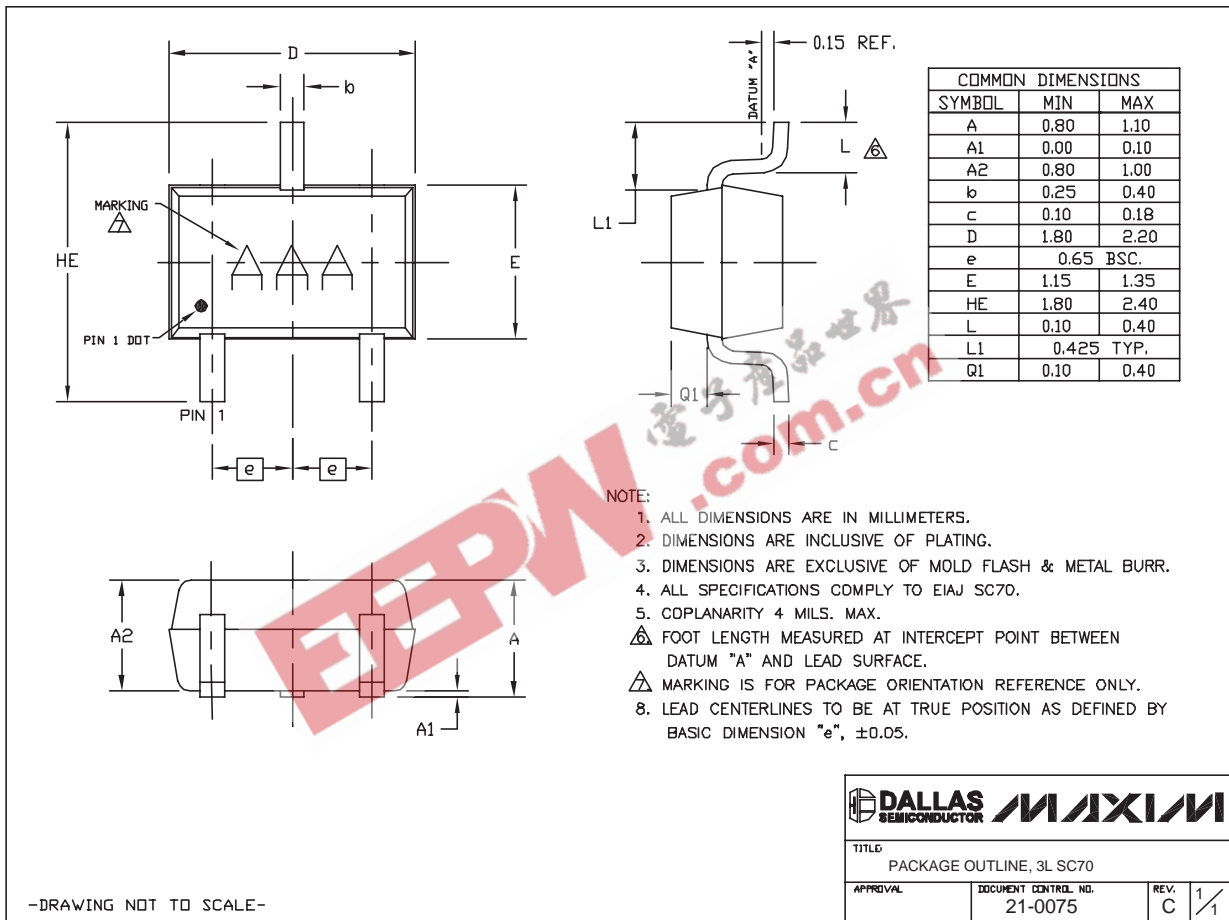 D
b
HE
MARKING
7
E
PIN 1 DOT
PIN 1
e
e
A2
A
A1
0.15 REF.
DATUM "A"
L
6
L1
Q1
c
COMMON DIMENSIONS
SYMBOL MIN MAX
A 0.80 1.10
A1 0.00 0.10
A2 0.80 1.00
b 0.25 0.40
c 0.10 0.18
D 1.80 2.20
e 0.65 BSC.
E 1.15 1.35
HE 1.80 2.40
L 0.10 0.40
L1 0.425 TYP.
Q1 0.10 0.40
EEPW
.com.cn
電子產品世界
NOTE:
1. ALL DIMENSIONS ARE IN MILLIMETERS.
2. DIMENSIONS ARE INCLUSIVE OF PLATING.
3. DIMENSIONS ARE EXCLUSIVE OF MOLD FLASH & METAL BURR.
4. ALL SPECIFICATIONS COMPLY TO EIAJ SC70.
5. COPLANARITY 4 MILS. MAX.
6 FOOT LENGTH MEASURED AT INTERCEPT POINT BETWEEN
DATUM "A" AND LEAD SURFACE.
7 MARKING IS FOR PACKAGE ORIENTATION REFERENCE ONLY.
8. LEAD CENTERLINES TO BE AT TRUE POSITION AS DEFINED BY
BASIC DIMENSION "e", ±0.05.
DALLAS
SEMICONDUCTOR
MAXIM
TITLE
PACKAGE OUTLINE, 3L SC70
APPROVAL
DOCUMENT CONTROL NO.
21-0075
REV.
C
1/1
-DRAWING NOT TO SCALE-